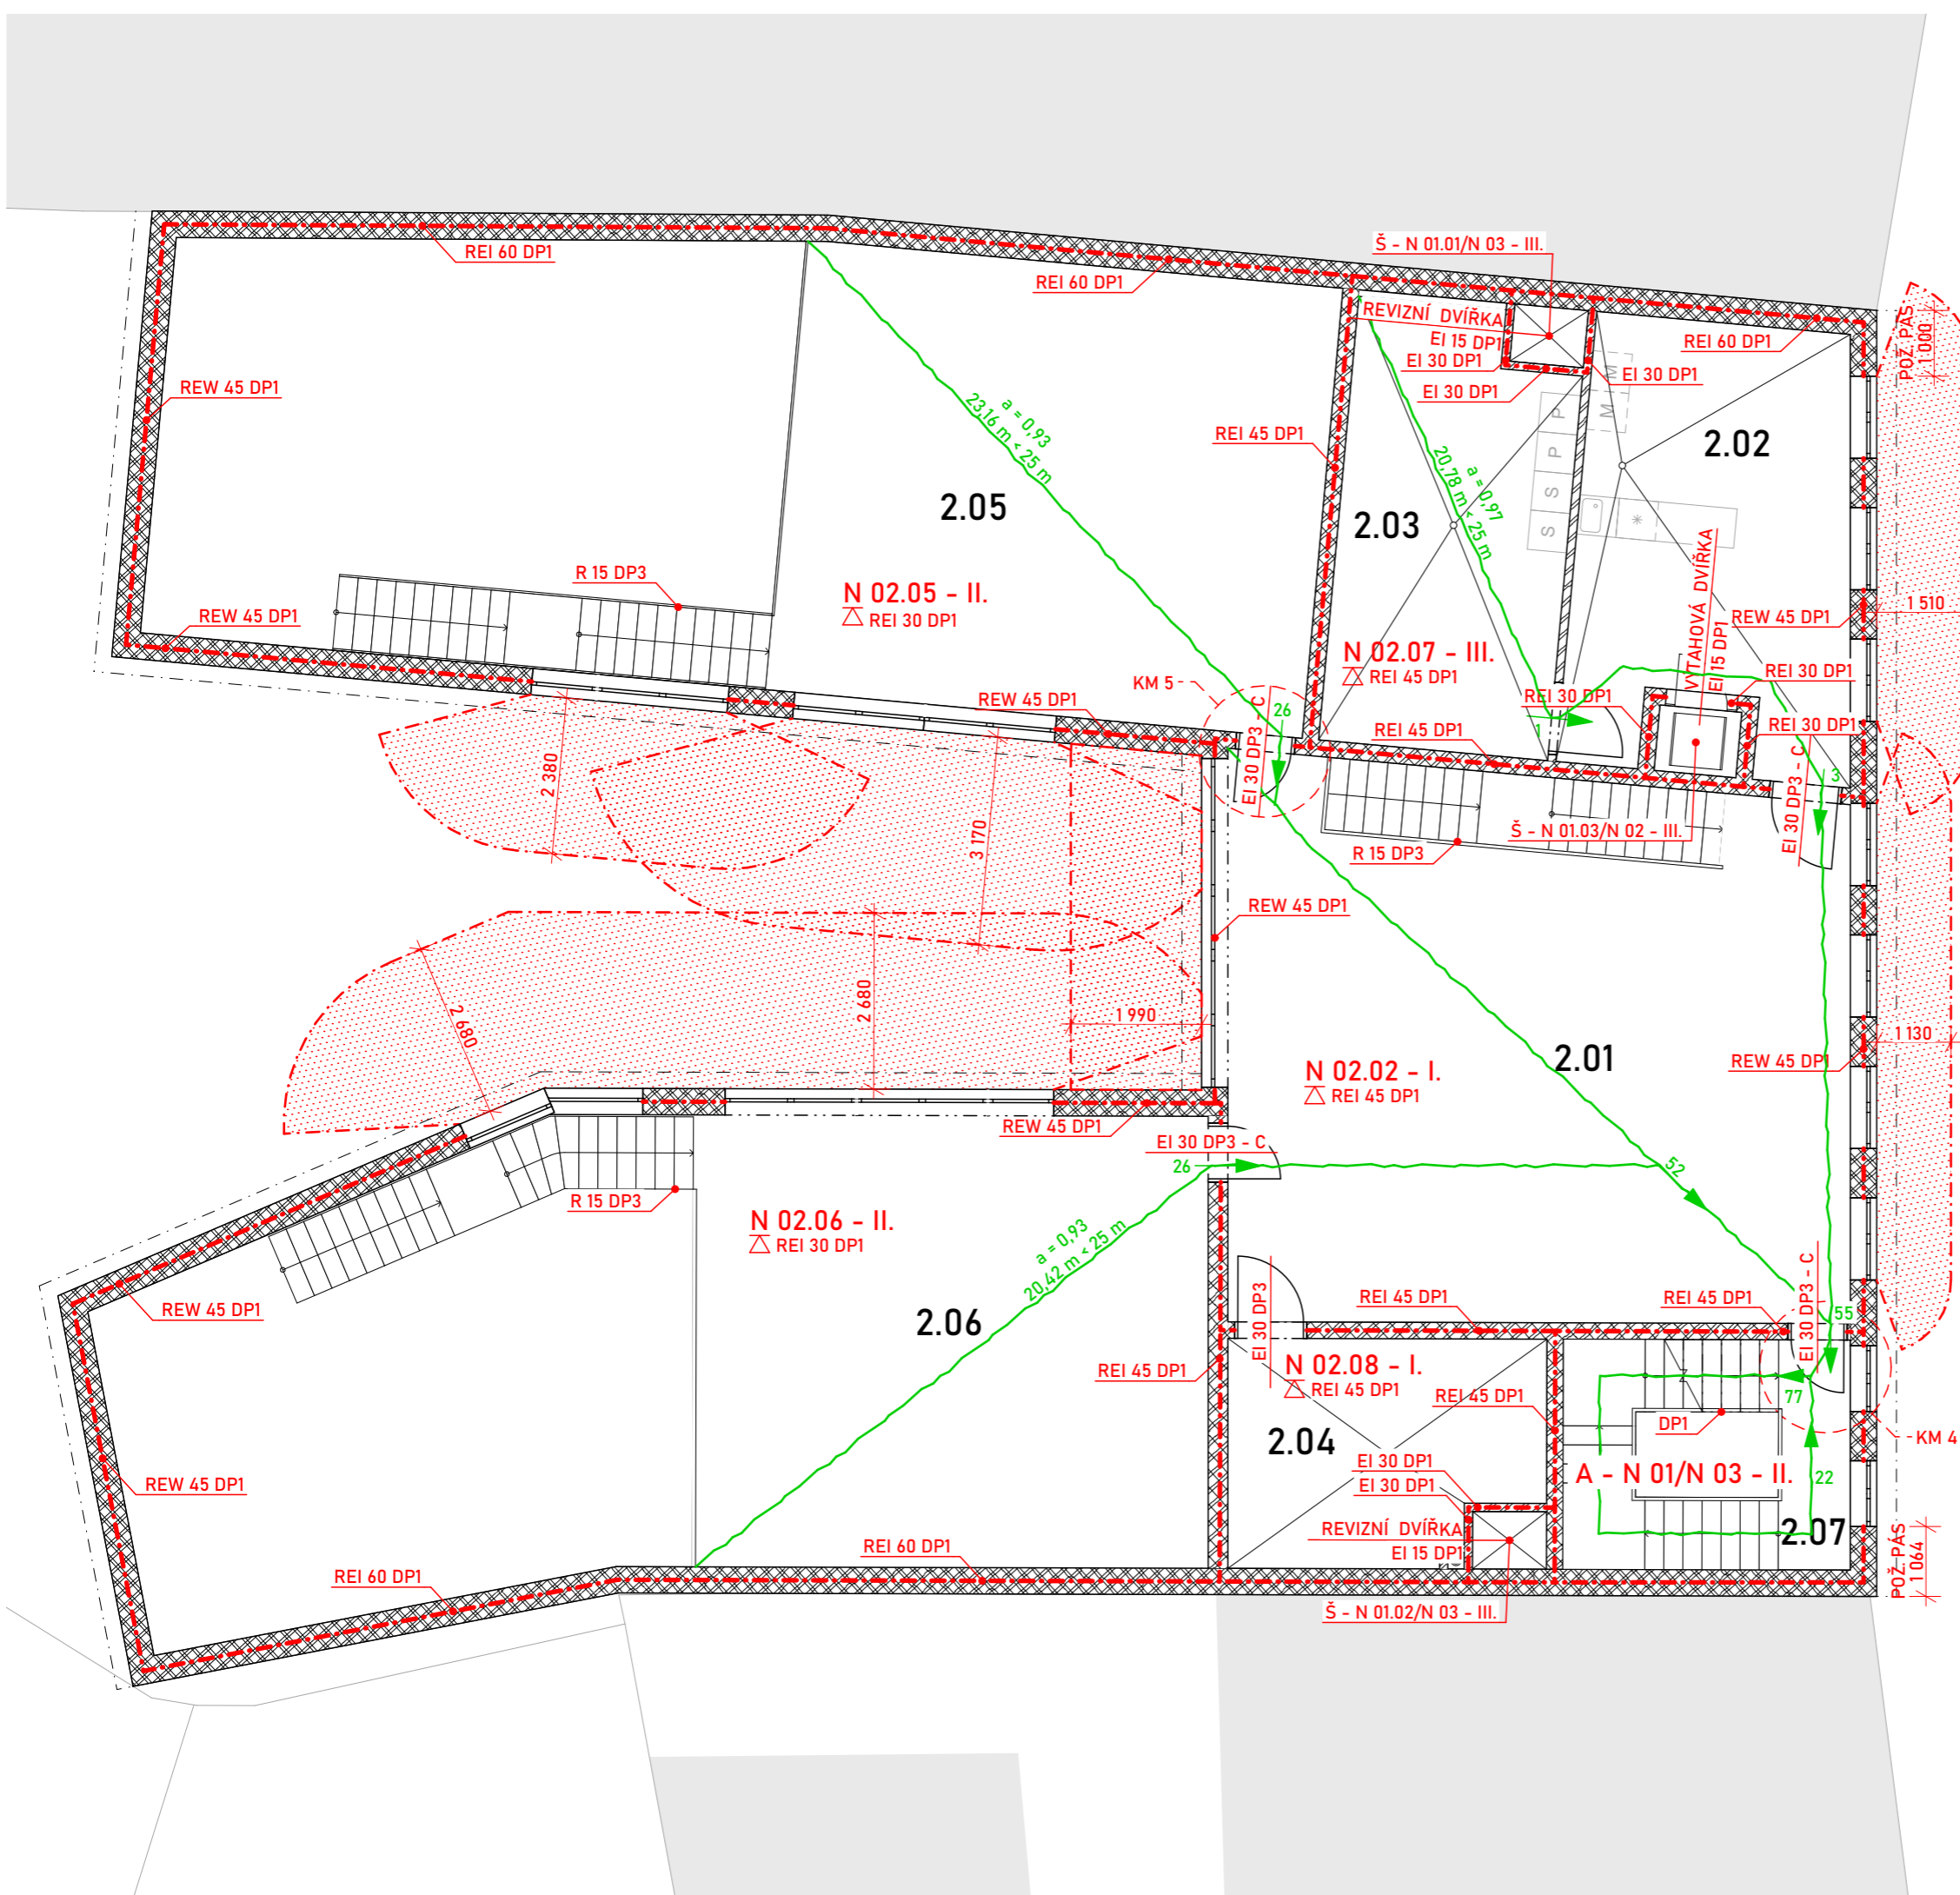 Š - N 01.01/N 03 - III.
REI 60 DP1
REI 60 DP1
REVIZNÍ DVÍŘKA
EI 15 DP1
EI 30 DP1
EI 30 DP1
EI 30 DP1
REI 60 DP1
POŽ. PÁS
1 000
REW 45 DP1
a = 0,93
23,16 m < 25 m
REI 45 DP1
a = 0,97
20,78 m < 25 m
P
P
S
S
M
M
*
2.02
2.05
2.03
R 15 DP3
N 02.05 - II.
REI 30 DP1
REW 45 DP1
N 02.07 - III.
REI 45 DP1
VÝTAHOVÁ DVÍŘKA
EI 15 DP1
REW 45 DP1
1 510
REI 30 DP1
REI 30 DP1
REI 30 DP1
KM 5
REW 45 DP1
EI 30 DP3 - C
26
1
REI 45 DP1
3
EI 30 DP3 - C
2 380
3 170
Š - N 01.03/N 02 - III.
R 15 DP3
REW 45 DP1
2 680
2 680
1 990
N 02.02 - I.
REI 45 DP1
2.01
REW 45 DP1
1 130
REW 45 DP1
EI 30 DP3 - C
26
52
R 15 DP3
N 02.06 - II.
REI 30 DP1
a = 0,93
20,42 m < 25 m
REW 45 DP1
2.06
EI 30 DP3
REI 45 DP1
REI 45 DP1
EI 30 DP3 - C
55
REI 45 DP1
N 02.08 - I.
REI 45 DP1
REI 45 DP1
77
DP1
KM 4
2.04
EI 30 DP1
EI 30 DP1
A - N 01/N 03 - II.
22
REW 45 DP1
REVIZNÍ DVÍŘKA
EI 15 DP1
2.07
POŽ. PÁS
1 064
REI 60 DP1
REI 60 DP1
Š - N 01.02/N 03 - III.